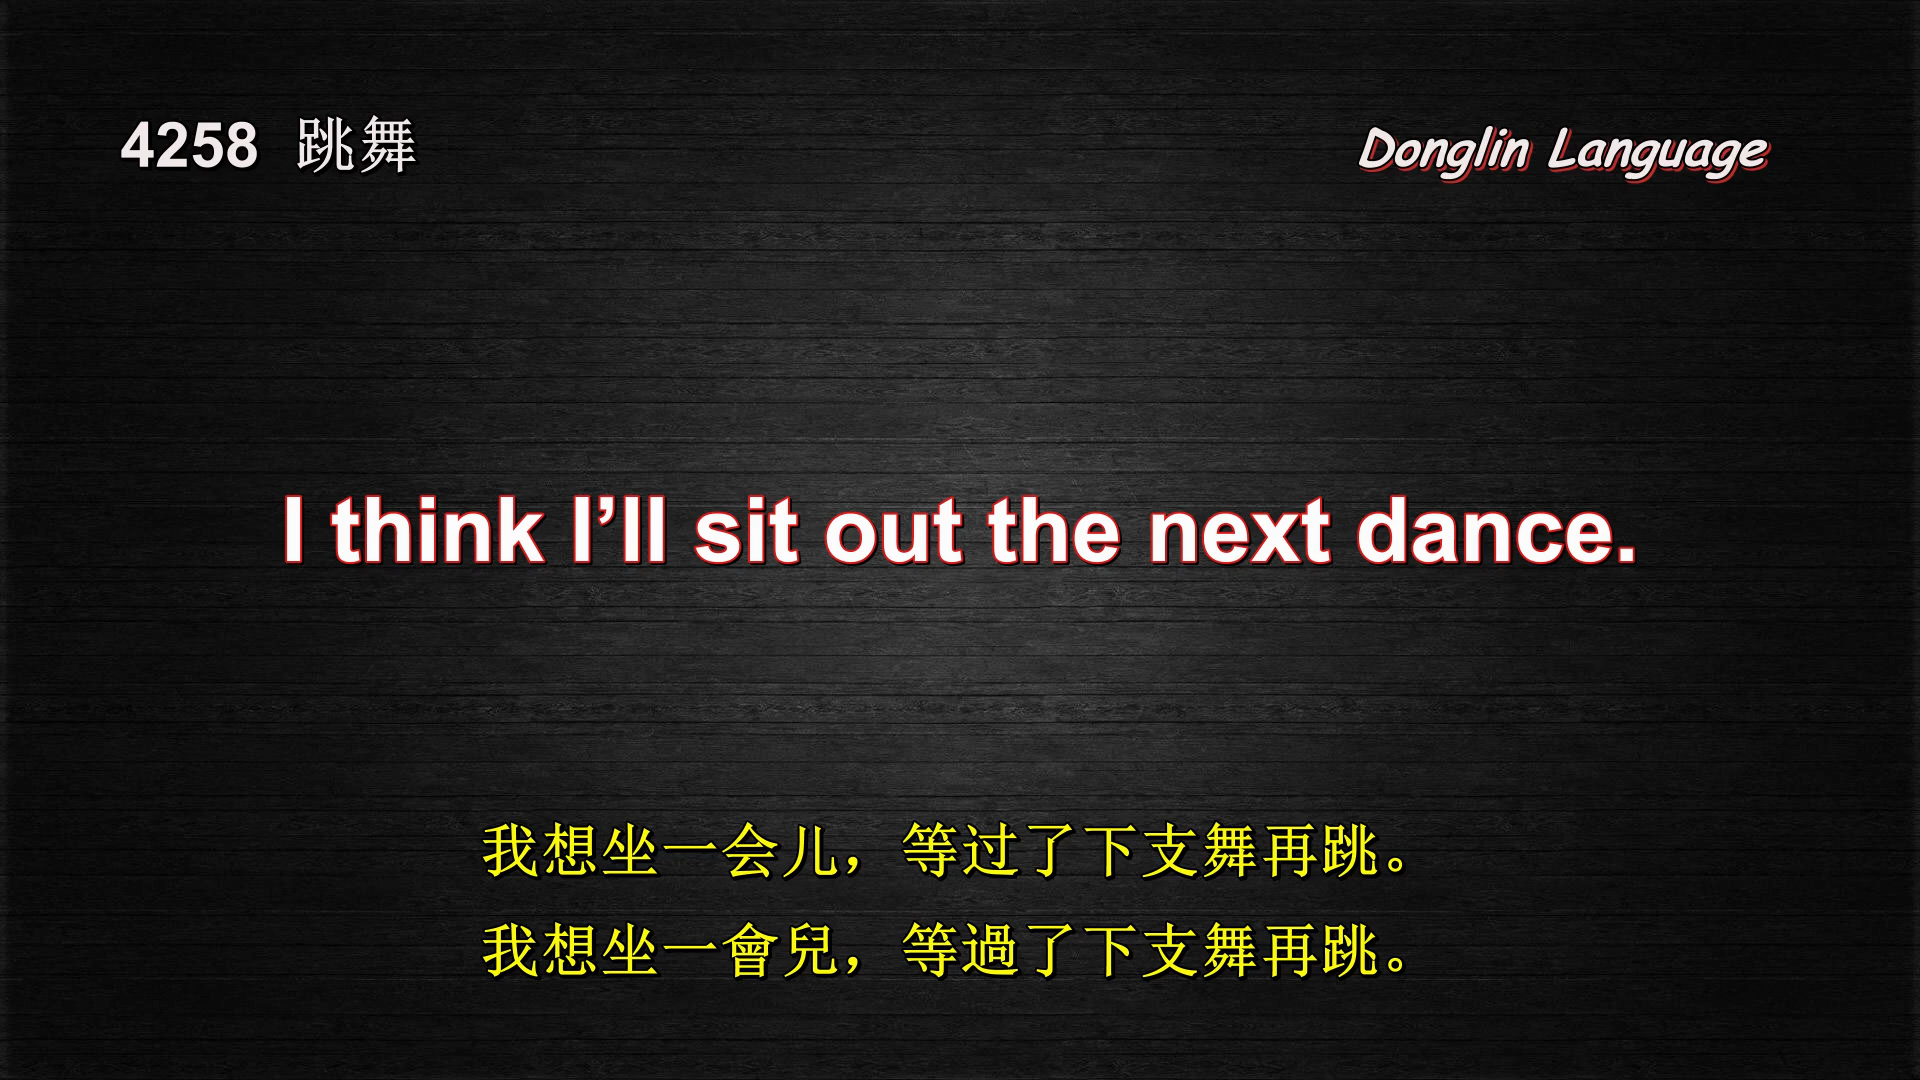 4258 跳舞
Donglin Language
I think I’ll sit out the next dance.
我想坐一会儿，等过了下支舞再跳。
我想坐一會兒，等過了下支舞再跳。